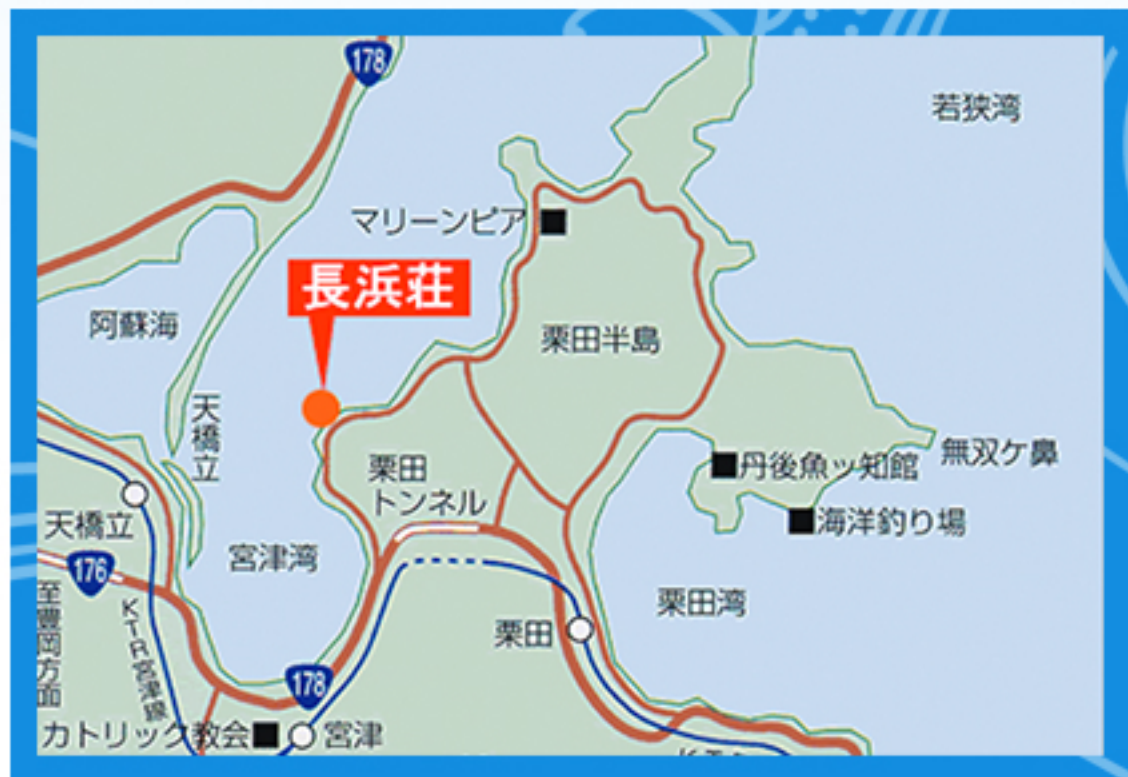 178
若狭湾
マリーンピア
長浜荘
阿蘇海
栗田半島
天橋立
栗田
トンネル
無双ケ鼻
丹後魚ッ知館
海洋釣り場
天橋立
宮津湾
176
栗田湾
至豊岡方面
KTR宮津線
栗田
178
カトリック教会
宮津